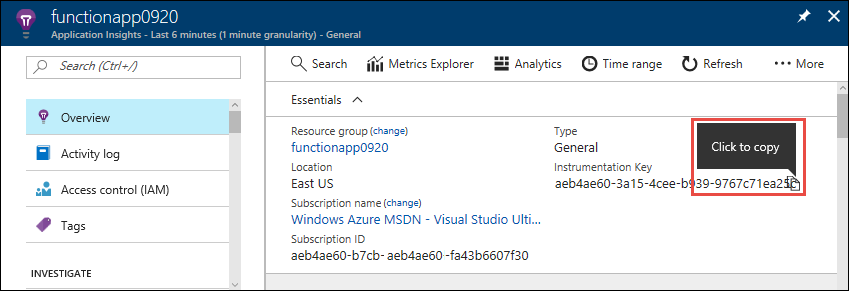 functionapp0920
Application Insights - Last 6 minutes (1 minute granularity) - General
Search (Ctrl+/)
Overview
Activity log
Access control (IAM)
Tags
INVESTIGATE
Search
Metrics Explorer
Analytics
Time range
Refresh
More
Essentials
Resource group (change)
functionapp0920
Location
East US
Subscription name (change)
Windows Azure MSDN - Visual Studio Ulti...
Subscription ID
aeb4ae60-b7cb- aeb4ae60 -fa43b6607f30
Type
General
Instrumentation Key
aeb4ae60-3a15-4cee-b939-9767c71ea25c
Click to copy